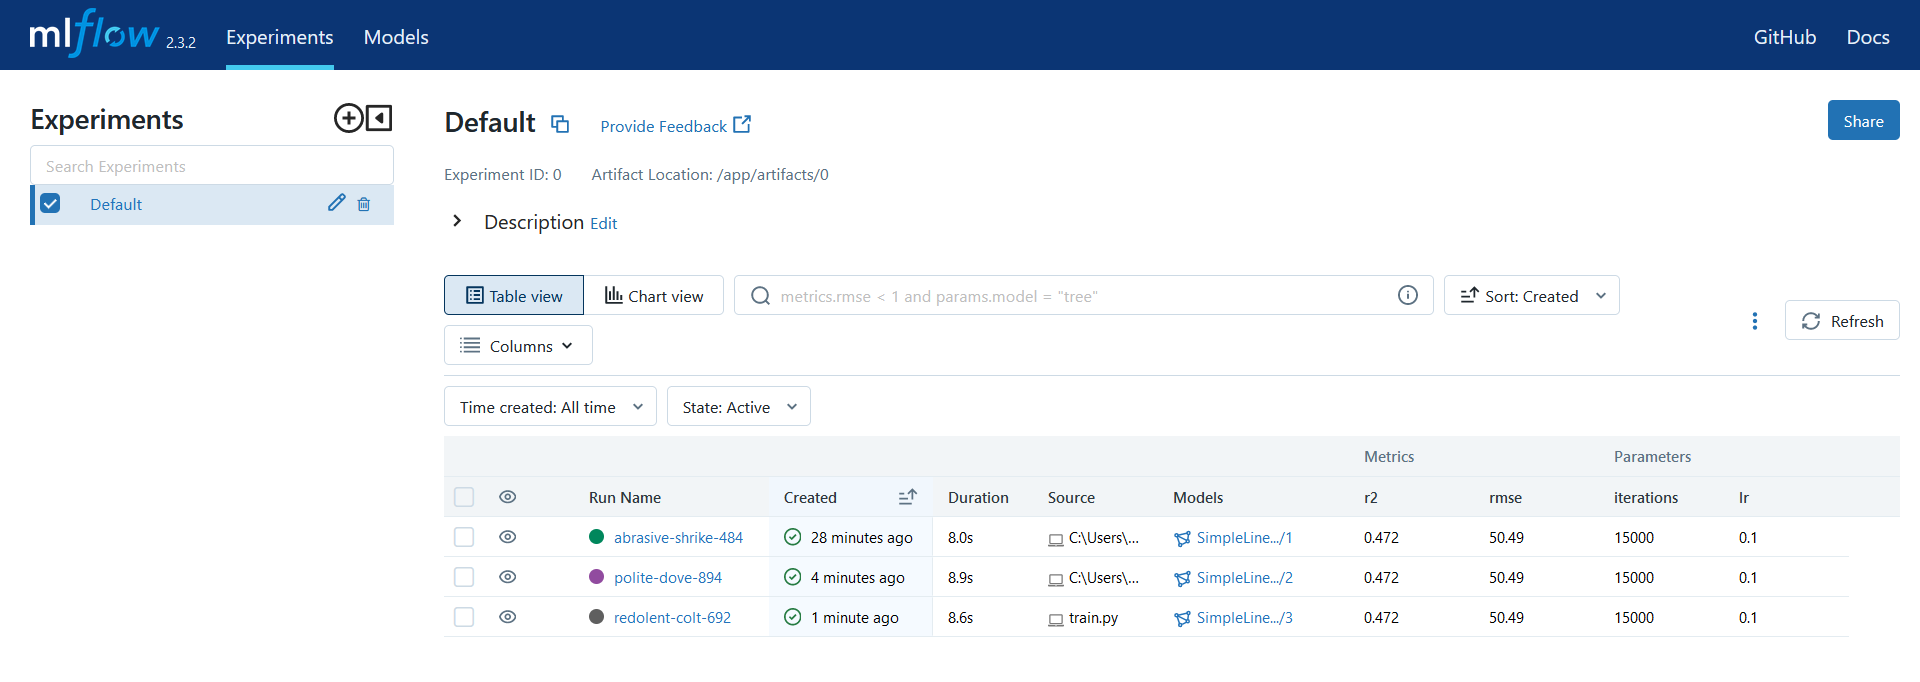 mlflow 2.3.2 Experiments Models GitHub Docs
Experiments
Search Experiments
Default
Default Provide Feedback Share
Experiment ID: 0 Artifact Location: /app/artifacts/0
Description Edit
Table view Chart view metrics.rmse < 1 and params.model = "tree" Sort: Created
Refresh
Columns
Time created: All time State: Active
Metrics Parameters
Run Name Created Duration Source Models r2 rmse iterations lr
abrasive-shrike-484 28 minutes ago 8.0s C:\Users\... SimpleLine.../1 0.472 50.49 15000 0.1
polite-dove-894 4 minutes ago 8.9s C:\Users\... SimpleLine.../2 0.472 50.49 15000 0.1
redolent-colt-692 1 minute ago 8.6s train.py SimpleLine.../3 0.472 50.49 15000 0.1